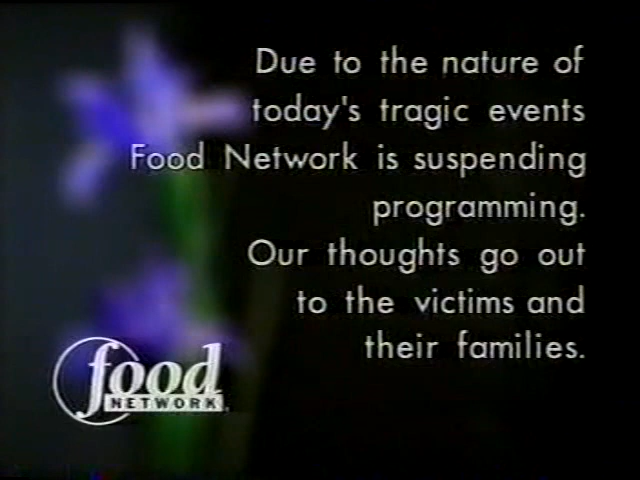 Due to the nature of
today's tragic events
Food Network is suspending
programming.
Our thoughts go out
to the victims and
their families.
food
NETWORK